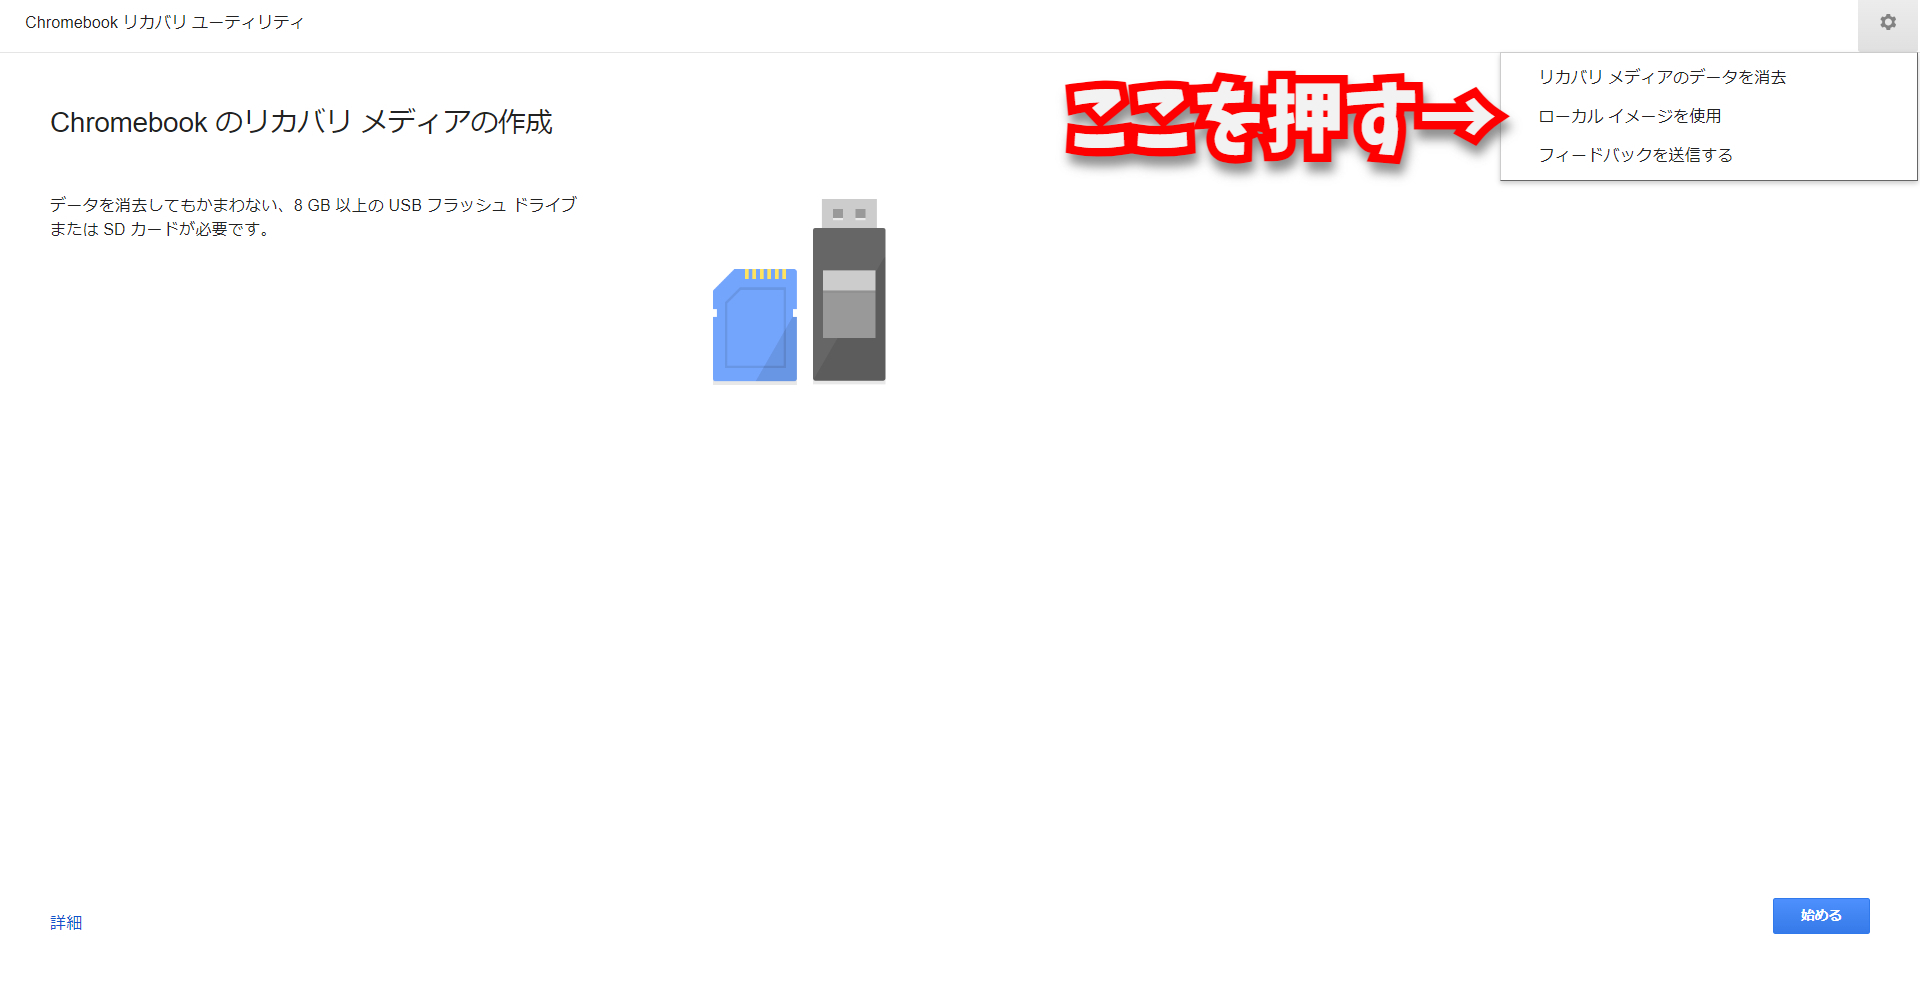 Chromebook リカバリ ユーティリティ
リカバリ メディアのデータを消去
ここを押す→
ローカル イメージを使用
フィードバックを送信する
Chromebook のリカバリ メディアの作成
データを消去してもかまわない、8 GB 以上の USB フラッシュ ドライブ
または SD カードが必要です。
詳細
始める